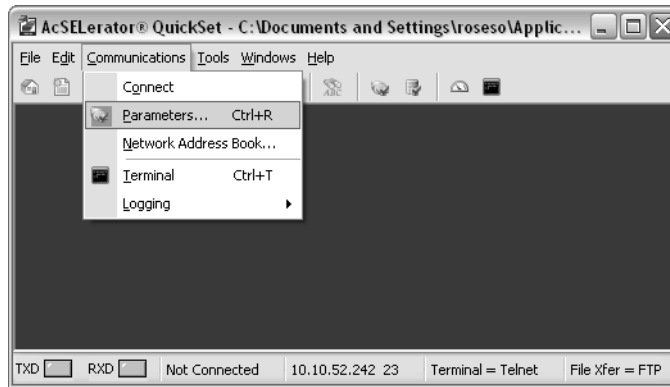 AcSELerator® QuickSet - C:\Documents and Settings\roseso\Applic...
File Edit Communications Tools Windows Help
Connect
Parameters... Ctrl+R
Network Address Book...
Terminal Ctrl+T
Logging
ABC
TXD RXD Not Connected 10.10.52.242 23 Terminal = Telnet File Xfer = FTP